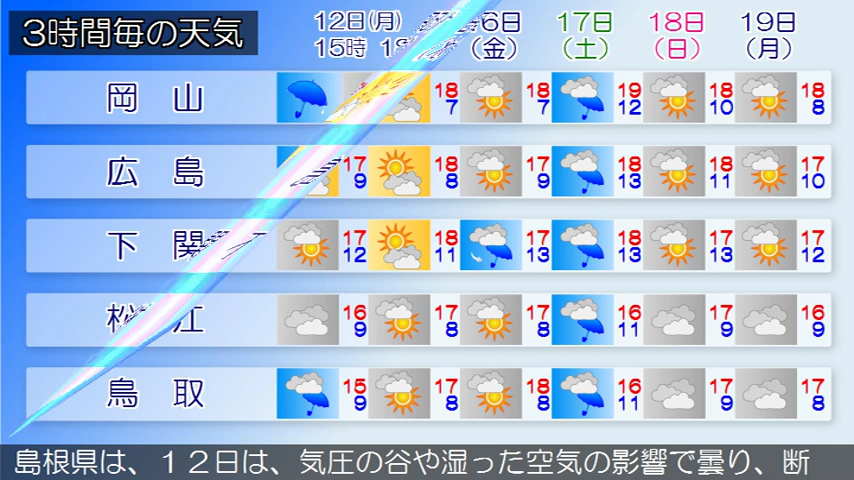 3時間毎の天気
12日(月) 6日 17日 18日 19日
15時 (金) (土) (日) (月)
岡 山 18 7 18 7 19 12 18 10 18 8
広 島 17 9 18 8 17 9 18 13 18 11 17 10
下 関 17 12 18 11 17 13 18 13 17 13 17 12
松 江 16 9 17 8 17 8 16 11 17 9 16 9
鳥 取 15 9 17 8 18 8 16 11 17 9 17 8
島根県は、１２日は、気圧の谷や湿った空気の影響で曇り、断